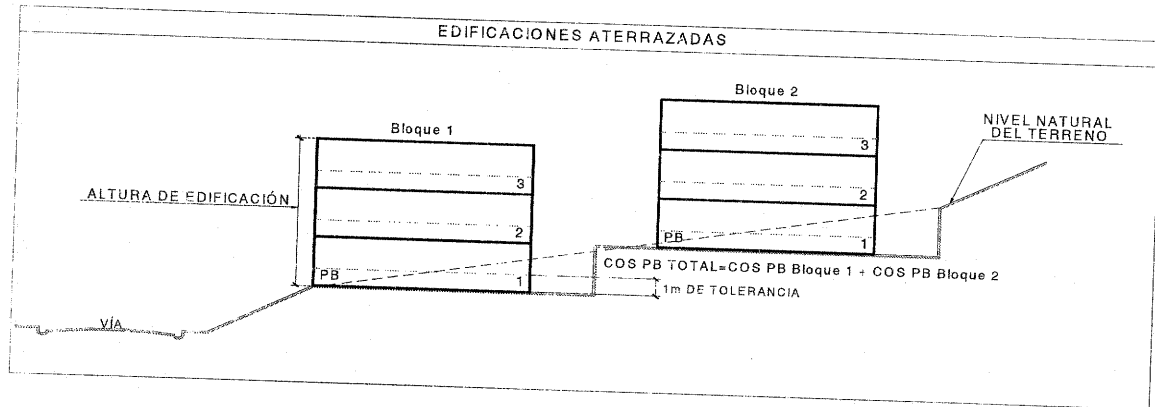 EDIFICACIONES ATERRAZADAS
Bloque 2
Bloque 1
NIVEL NATURAL
DEL TERRENO
3
3
ALTURA DE EDIFICACIÓN
2
2
PB
1
COS PB TOTAL=COS PB Bloque 1 + COS PB Bloque 2
PB
1
1m DE TOLERANCIA
VÍA